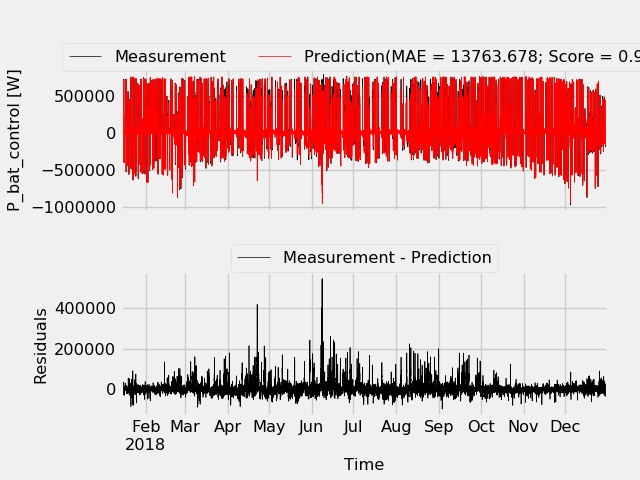 Measurement
Prediction(MAE = 13763.678; Score = 0.9
P_bat_control [W]
500000
0
−500000
−1000000
Measurement - Prediction
Residuals
400000
200000
0
Feb Mar Apr May Jun Jul Aug Sep Oct Nov Dec
2018
Time